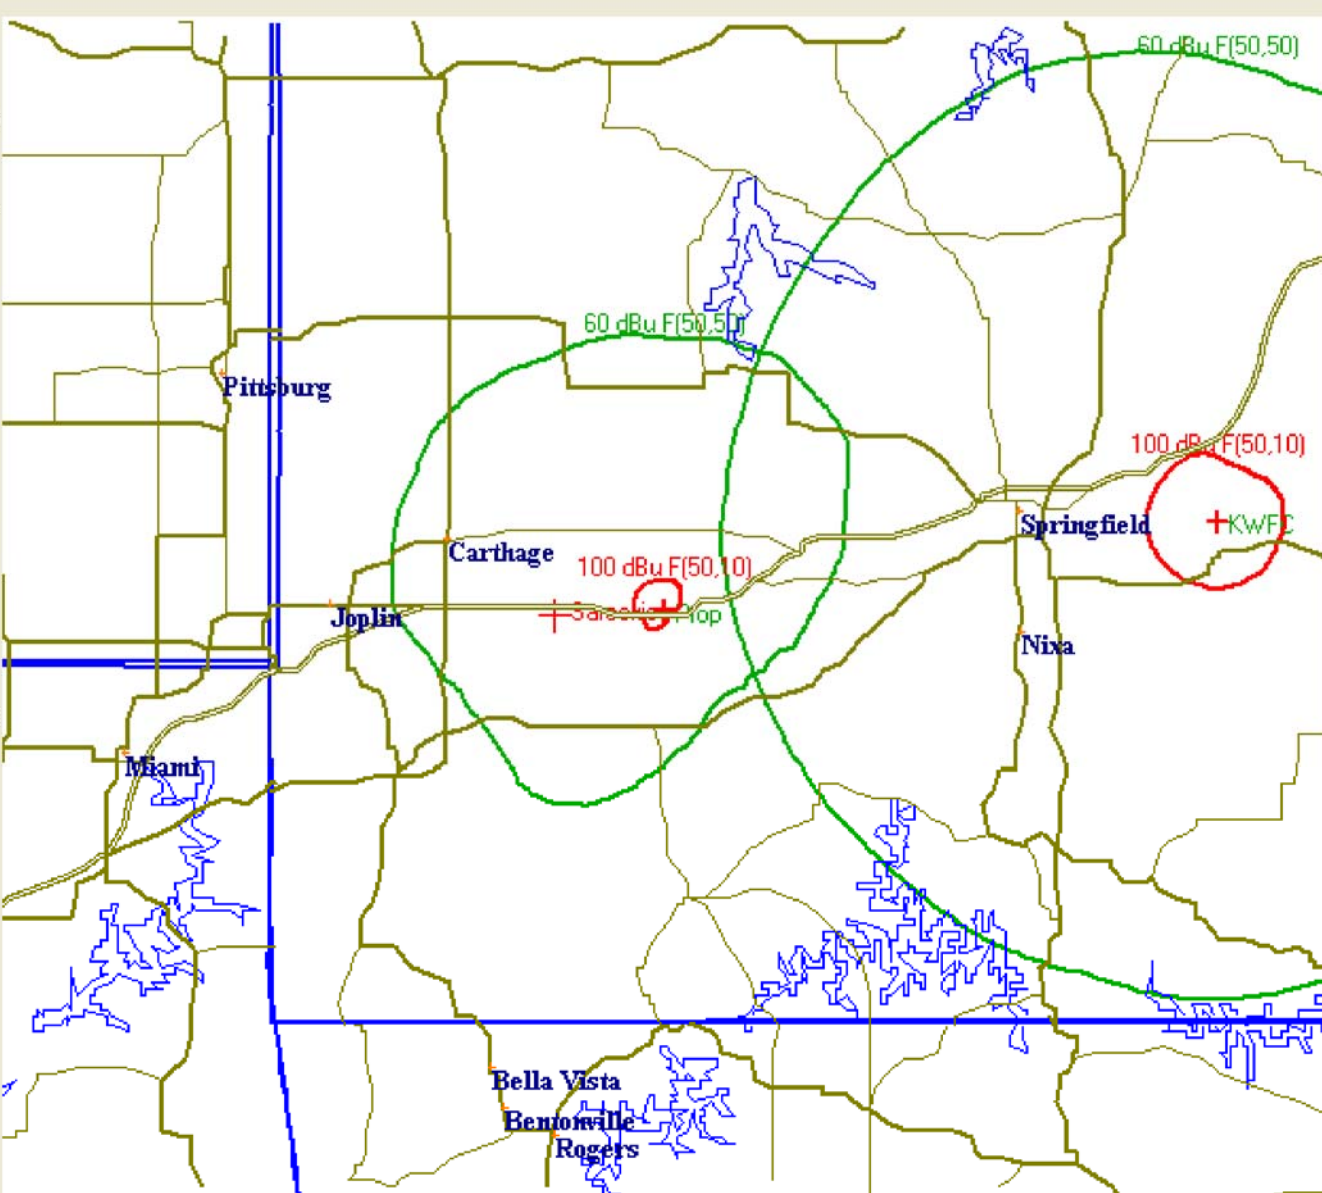 60 dBu F(50,50)
60 dBu F(50,50)
Pittsburg
100 dBu F(50,10)
Springfield
KWFC
Carthage
100 dBu F(50,10)
Joplin
Prop
Nixa
Miami
Bella Vista
Bentonville
Rogers